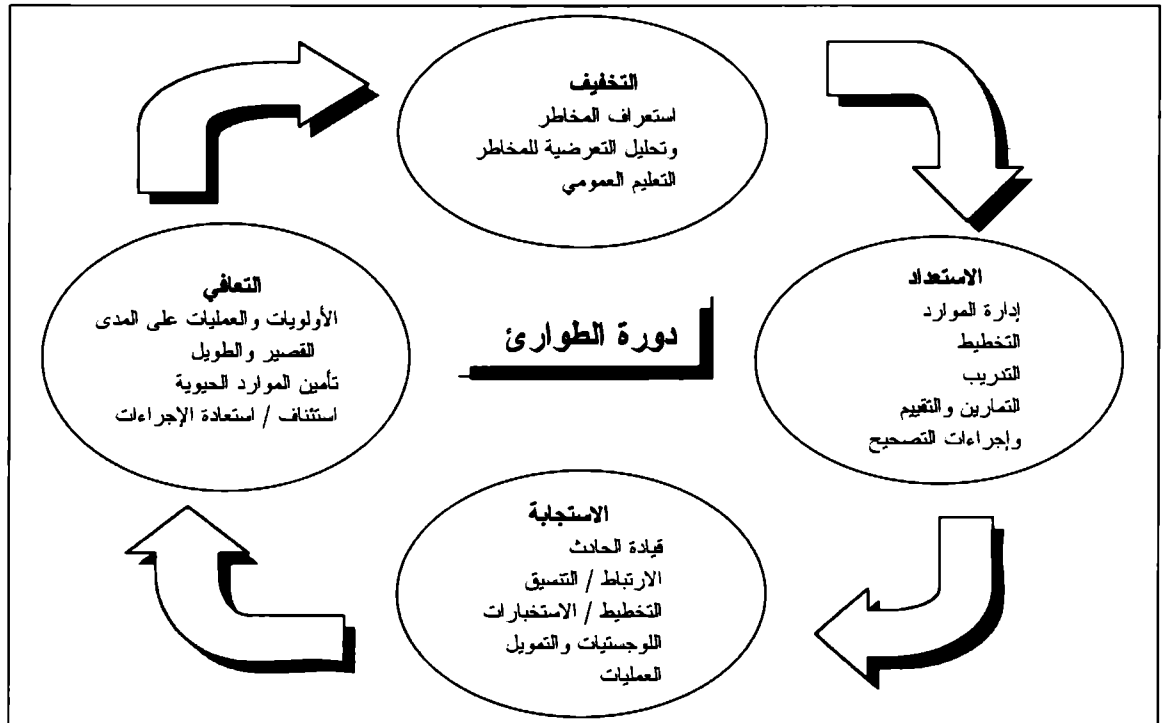 التخفيف
استعراف المخاطر
وتحليل التعرضية للمخاطر
التعليم العمومي
الاستعداد
إدارة الموارد
التخطيط
التدريب
التمارين والتقييم
وإجراءات التصحيح
دورة الطوارئ
التعافي
الأولويات والعمليات على المدى
القصير والطويل
تأمين الموارد الحيوية
استئناف / استعادة الإجراءات
الاستجابة
قيادة الحادث
الارتباط / التنسيق
التخطيط / الاستخبارات
اللوجستيات والتمويل
العمليات